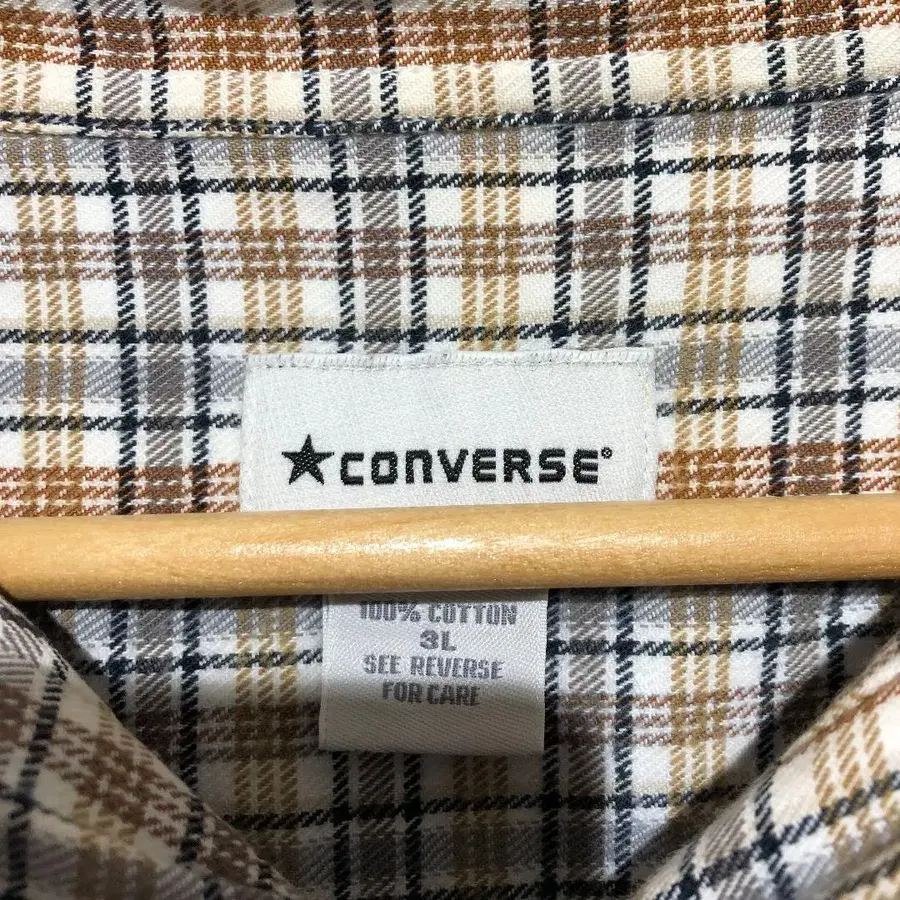 CONVERSE
100% COTTON
3L
SEE REVERSE
FOR CARE